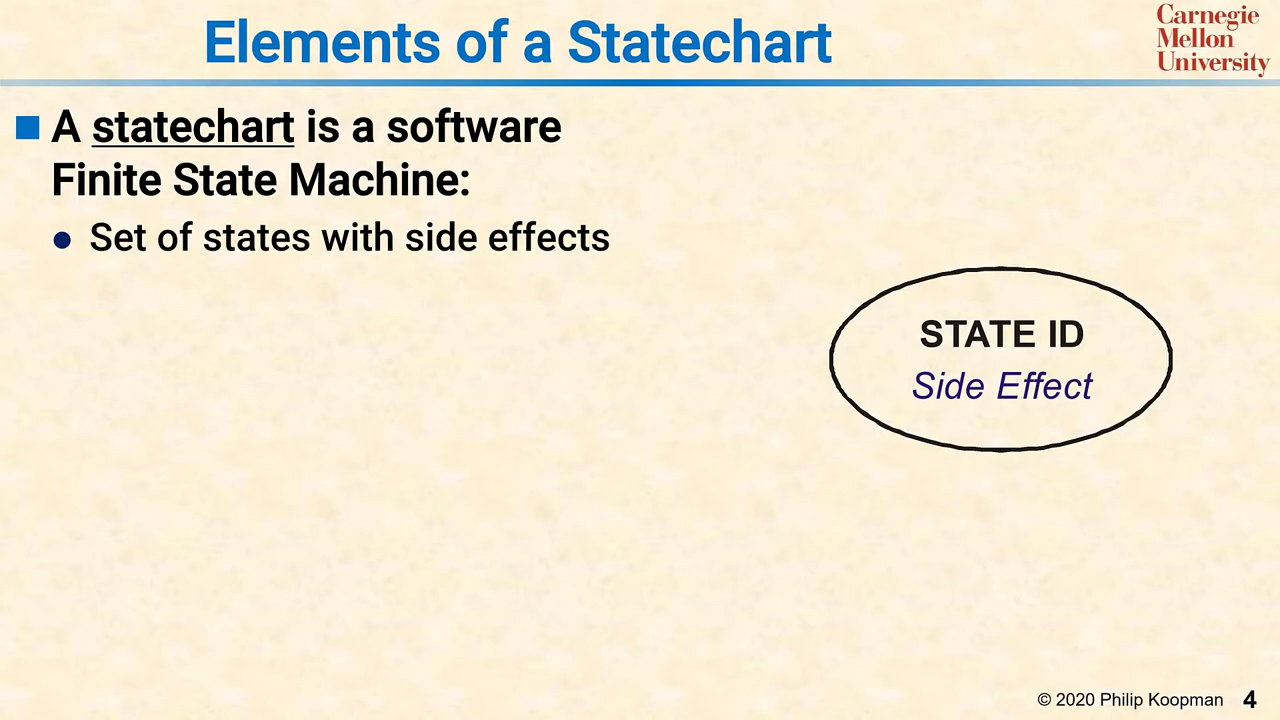 Elements of a Statechart
Carnegie
Mellon
University
A statechart is a software
Finite State Machine:
Set of states with side effects
STATE ID
Side Effect
© 2020 Philip Koopman 4